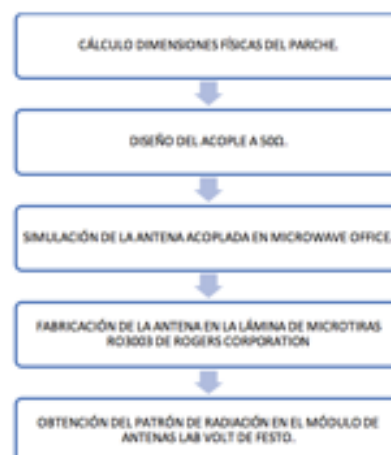 CÁLCULO DIMENSIONES FÍSICAS DEL PARCHE.
DISEÑO DEL ACOPLE A 50Ω.
SIMULACIÓN DE LA ANTENA ACOPLADA EN MICROWAVE OFFICE.
FABRICACIÓN DE LA ANTENA EN LA LÁMINA DE MICROTIRAS
RO3003 DE ROGERS CORPORATION
OBTENCIÓN DEL PATRÓN DE RADIACIÓN EN EL MÓDULO DE
ANTENAS LAB VOLT DE FESTO.